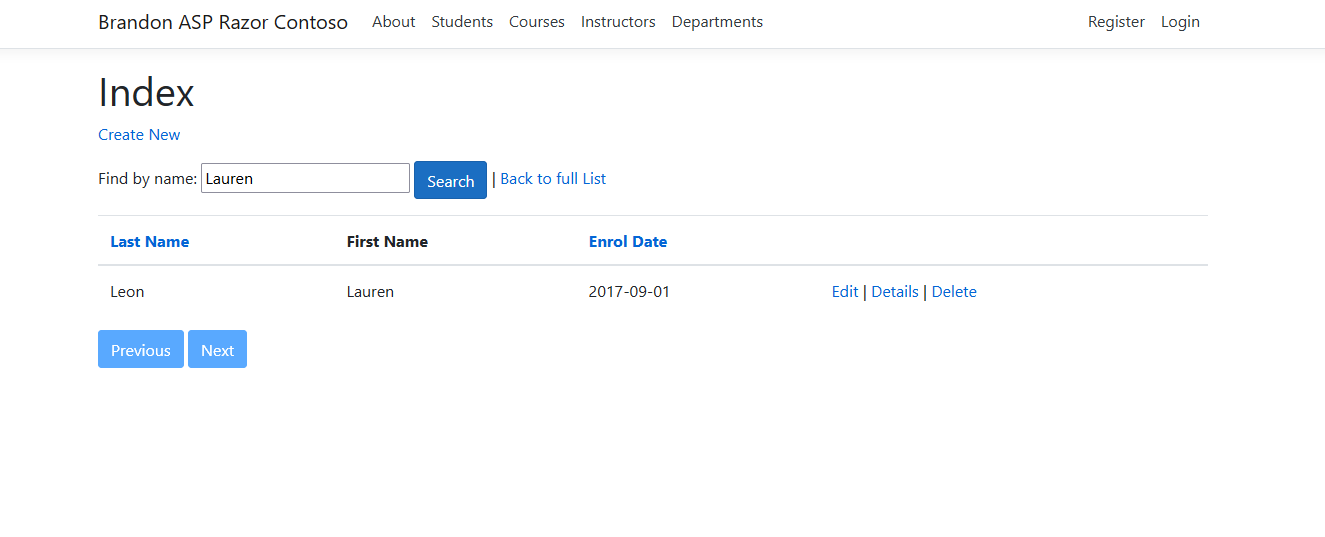 Brandon ASP Razor Contoso About Students Courses Instructors Departments Register Login
Index
Create New
Find by name: Lauren Search | Back to full List
Last Name First Name Enrol Date
Leon Lauren 2017-09-01 Edit | Details | Delete
Previous Next